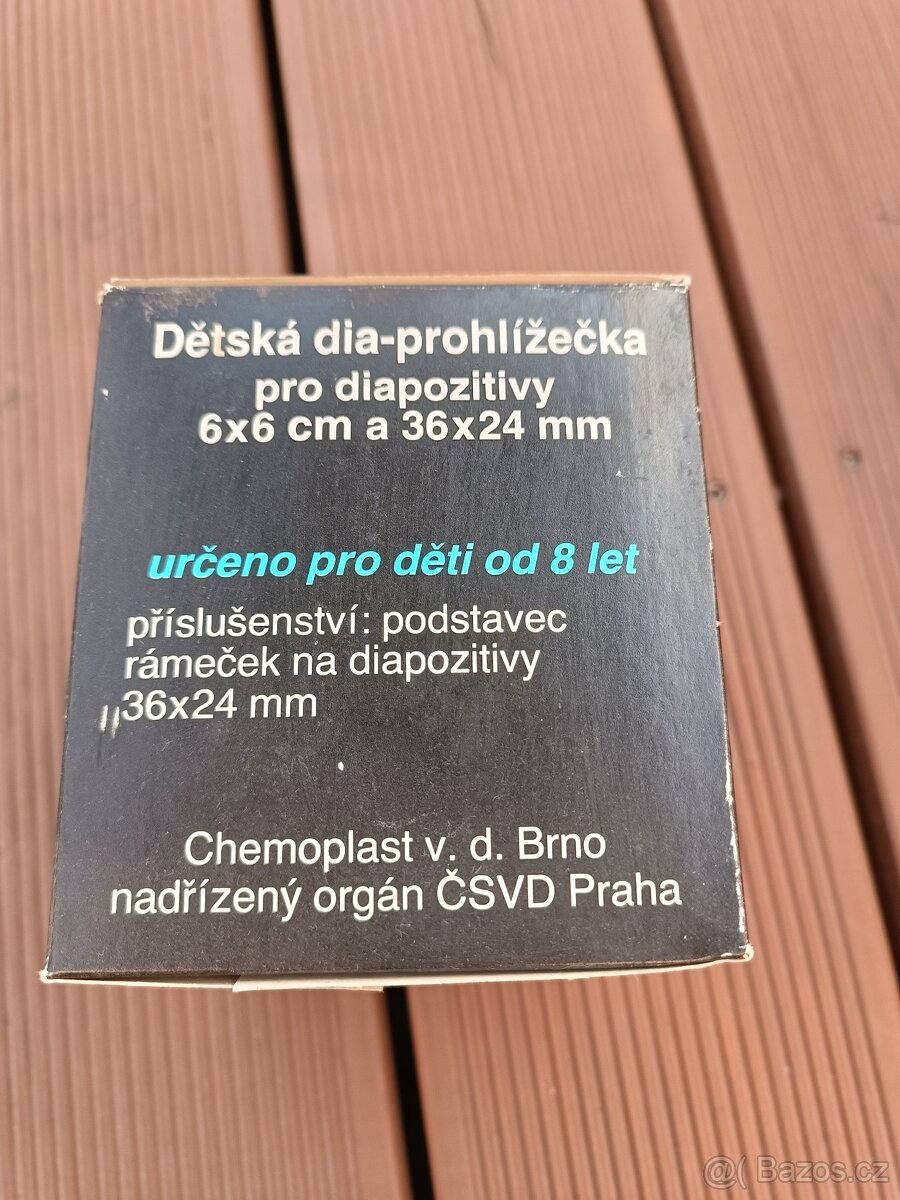 Dětská dia-prohlížečka
pro diapozitivy
6x6 cm a 36x24 mm
určeno pro děti od 8 let
příslušenství: podstavec
rámeček na diapozitivy
36x24 mm
Chemoplast v. d. Brno
nadřízený orgán ČSVD Praha
@( Bazos.cz